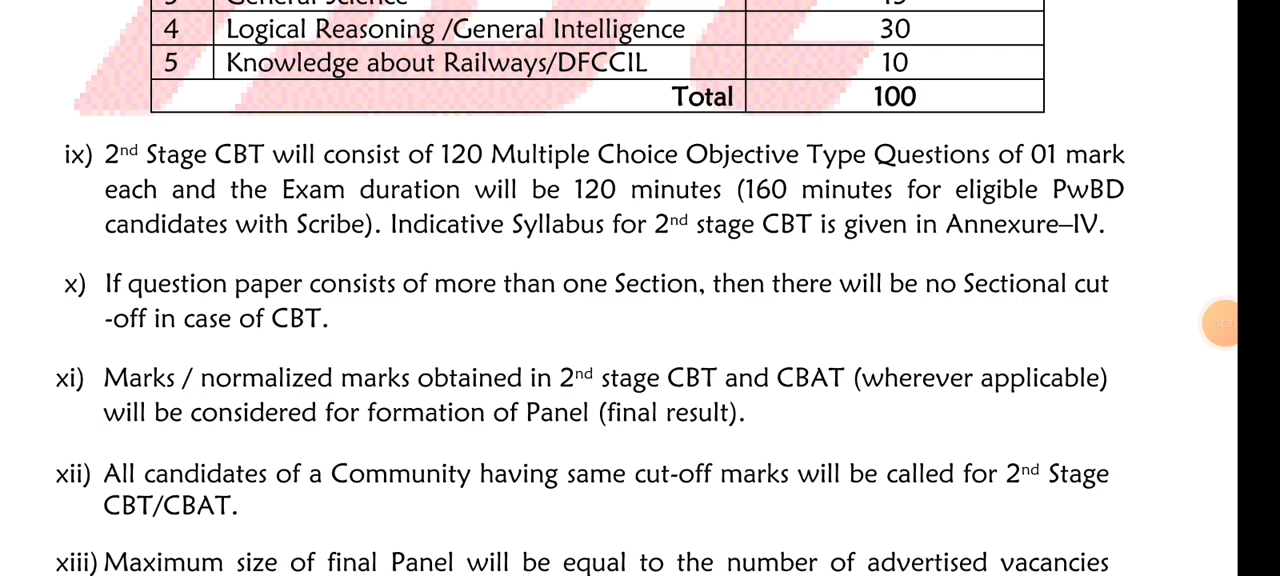 3 General Science 15
4 Logical Reasoning /General Intelligence 30
5 Knowledge about Railways/DFCCIL 10
Total 100
ix) 2nd Stage CBT will consist of 120 Multiple Choice Objective Type Questions of 01 mark
each and the Exam duration will be 120 minutes (160 minutes for eligible PwBD
candidates with Scribe). Indicative Syllabus for 2nd stage CBT is given in Annexure–IV.
x) If question paper consists of more than one Section, then there will be no Sectional cut
-off in case of CBT.
xi) Marks / normalized marks obtained in 2nd stage CBT and CBAT (wherever applicable)
will be considered for formation of Panel (final result).
xii) All candidates of a Community having same cut-off marks will be called for 2nd Stage
CBT/CBAT.
xiii) Maximum size of final Panel will be equal to the number of advertised vacancies